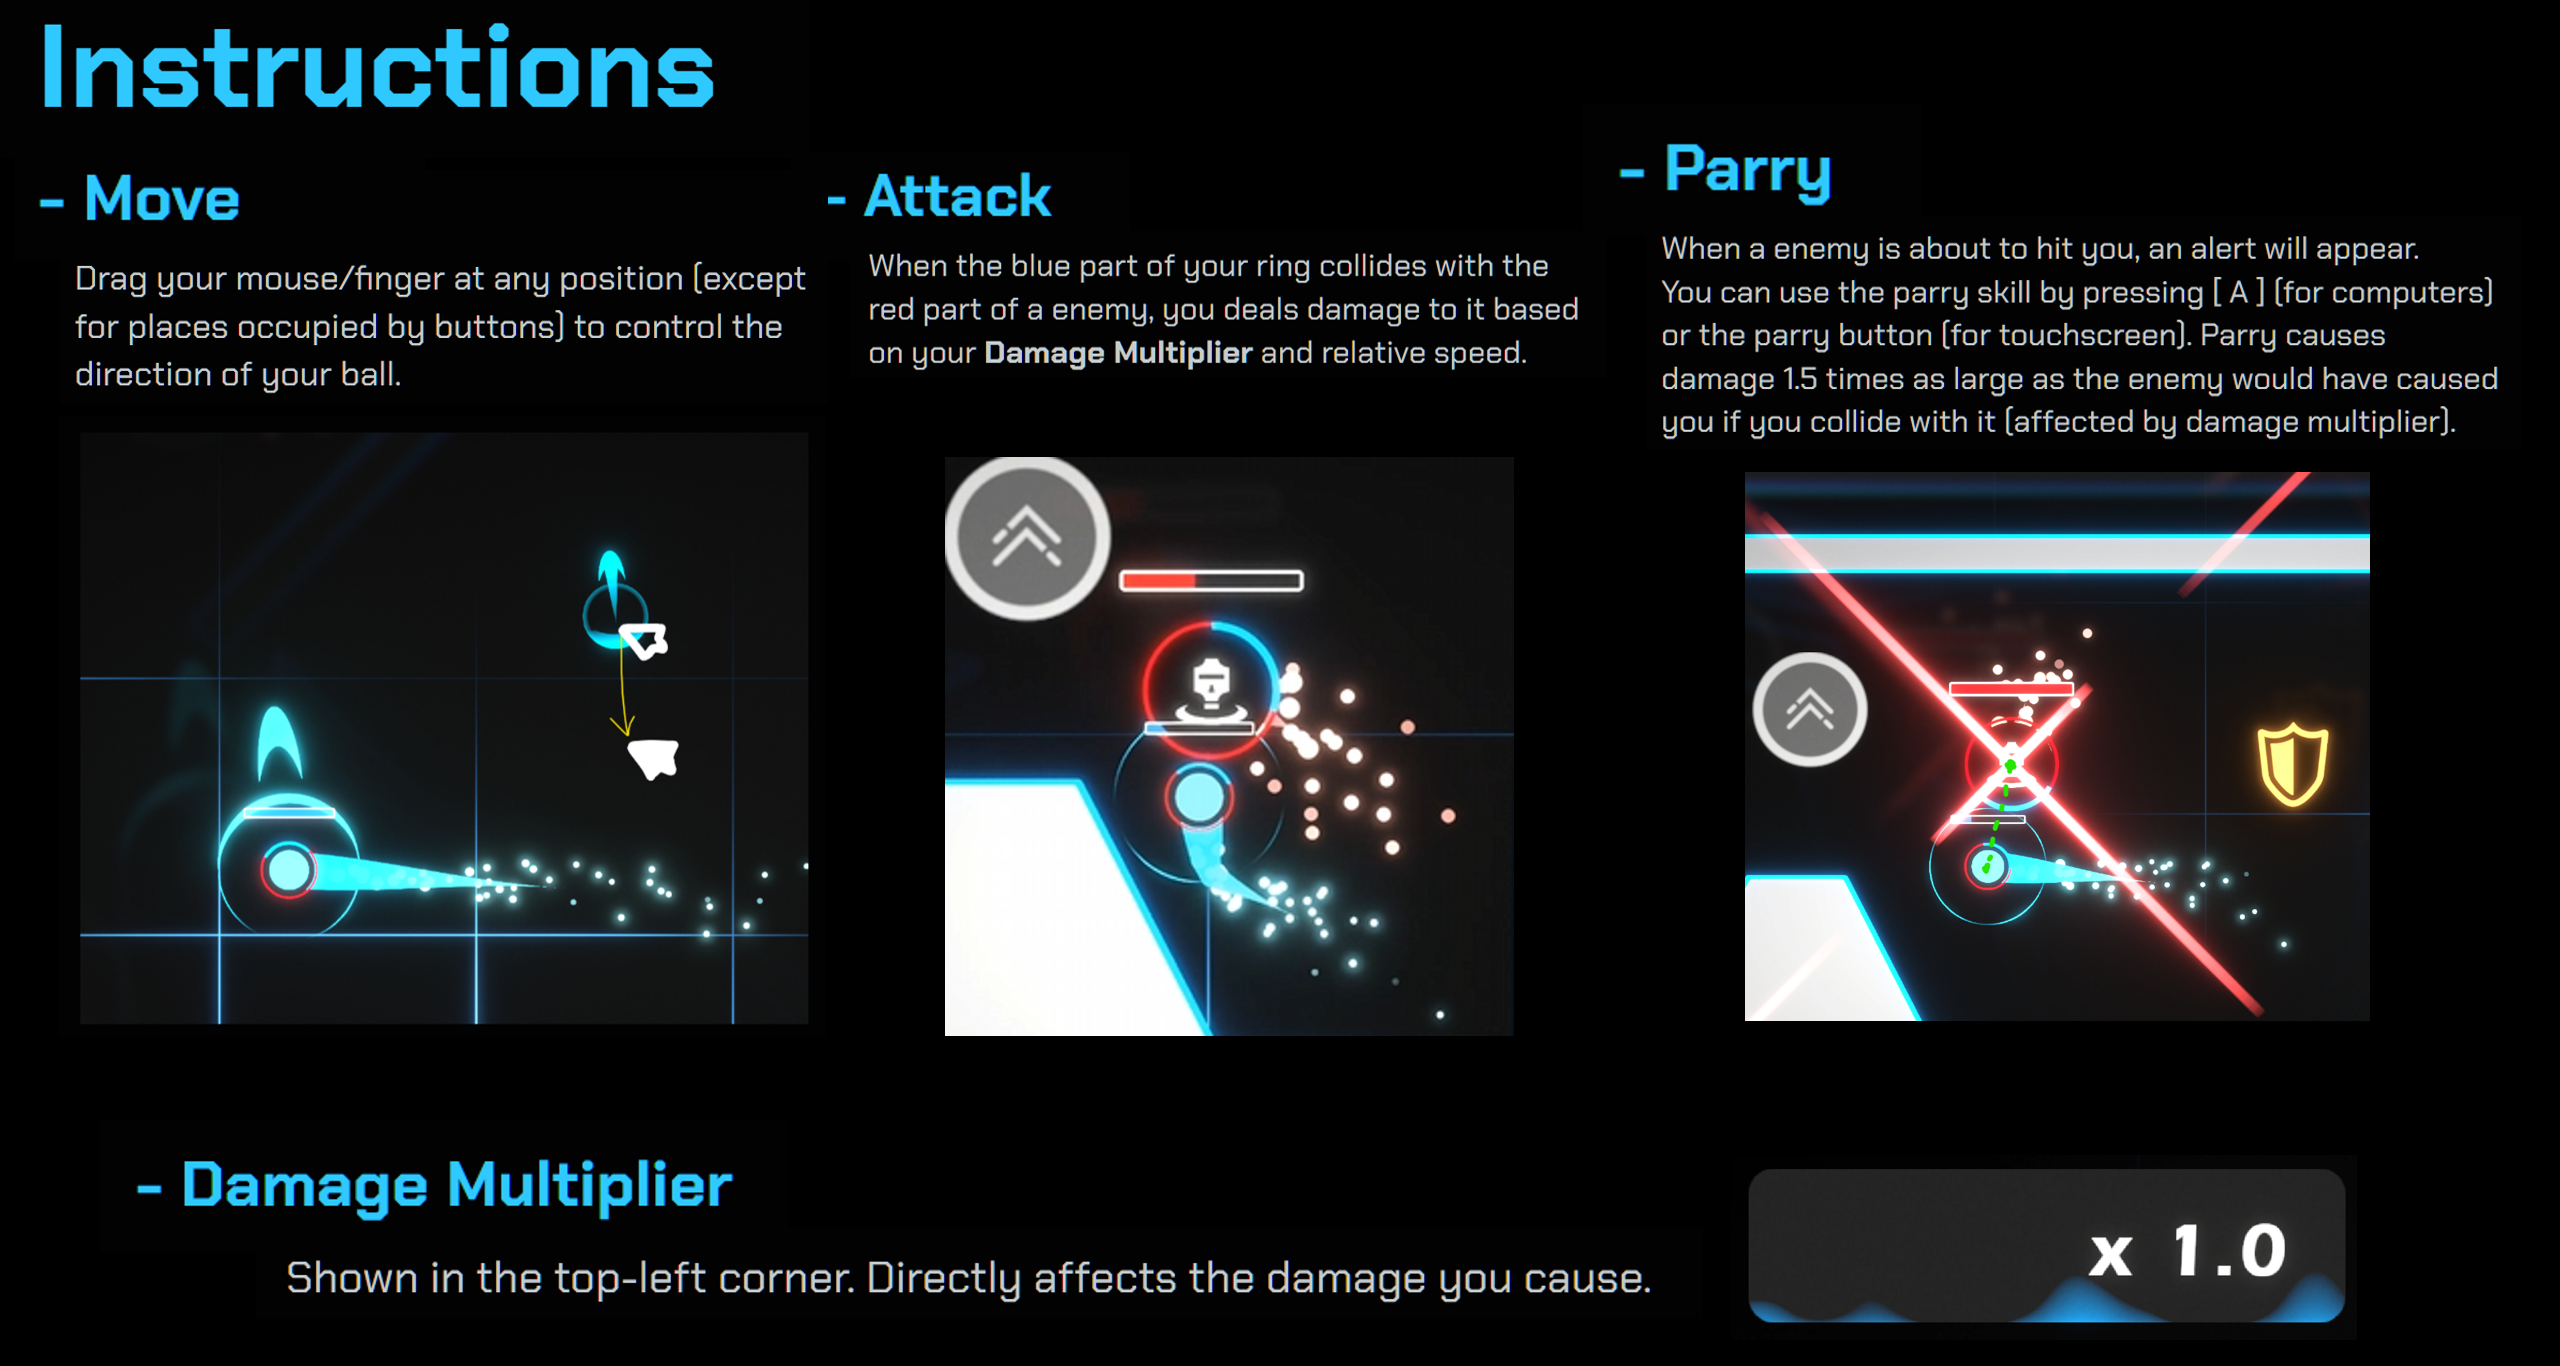 Instructions
- Move
Drag your mouse/finger at any position (except
for places occupied by buttons) to control the
direction of your ball.
- Attack
When the blue part of your ring collides with the
red part of a enemy, you deals damage to it based
on your Damage Multiplier and relative speed.
- Parry
When a enemy is about to hit you, an alert will appear.
You can use the parry skill by pressing [ A ] (for computers)
or the parry button (for touchscreen). Parry causes
damage 1.5 times as large as the enemy would have caused
you if you collide with it (affected by damage multiplier).
- Damage Multiplier
Shown in the top-left corner. Directly affects the damage you cause.
x 1.0